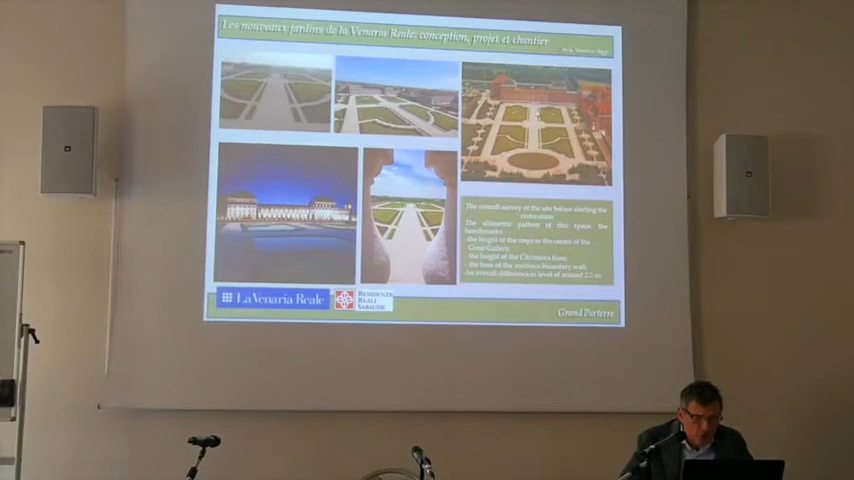 Les nouveaux jardins de la Venaria Reale: conception, projet et chantier
The overall survey of the site before starting the
restoration
The altimetric pattern of this space, the
benchmarks:
- the height of the steps in the center of the
Great Gallery,
- the height of the Citroniera floor,
- the base of the southern boundary wall.
An overall difference in level of around 2.5 m
La Venaria Reale
RESIDENZE
REALI
SABAUDE
Grand Parterre